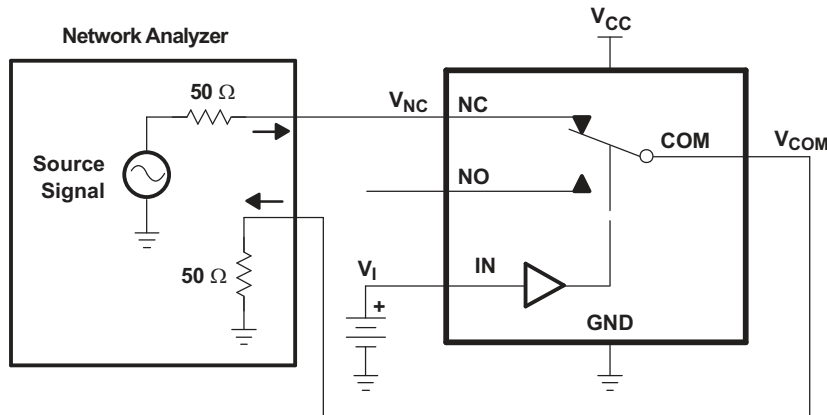 Network Analyzer
V_CC
50 Ω
V_NC
NC
COM
V_COM
Source
Signal
NO
50 Ω
V_I
IN
+
GND